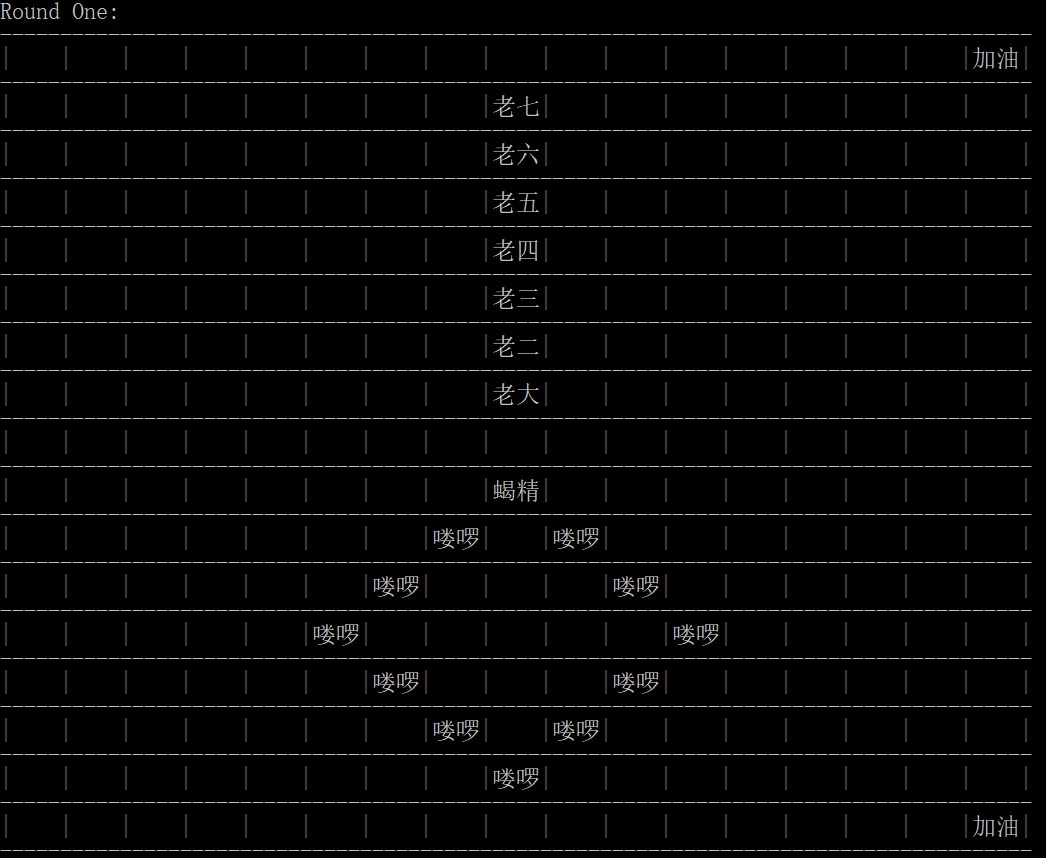 Round One:
加油
老七
老六
老五
老四
老三
老二
老大
蝎精
喽啰 喽啰
喽啰 喽啰
喽啰 喽啰
喽啰 喽啰
喽啰 喽啰
喽啰
加油